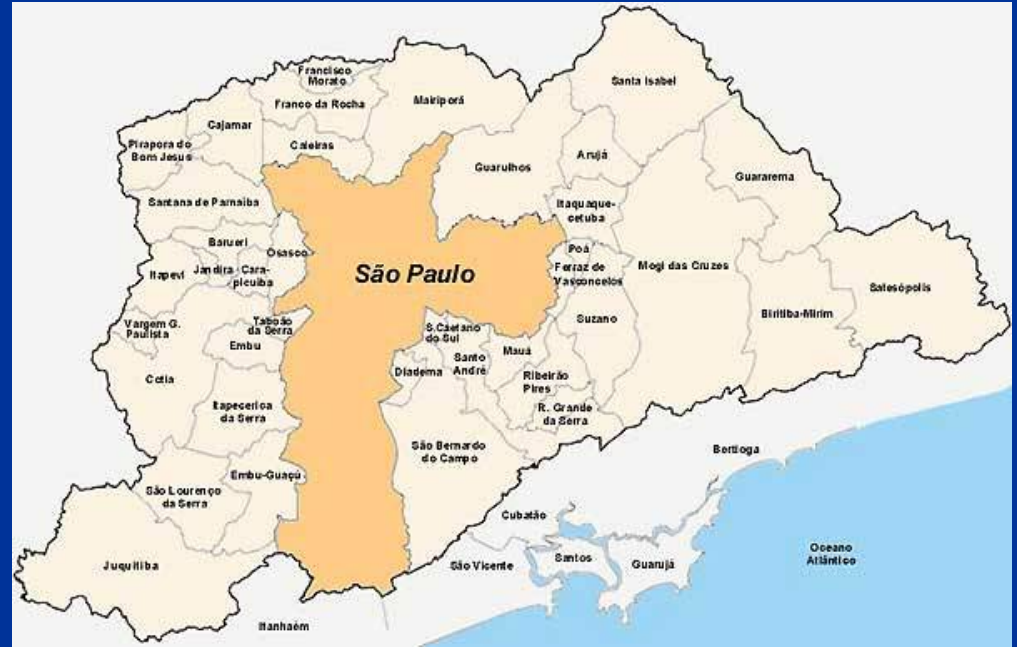 Santa Isabel
Francisco
Morato
Mairiporã
Franco da Rocha
Cajamar
Caieiras
Pirapora do
Bom Jesus
Arujá
Guarulhos
Guararema
Santana de Parnaíba
Itaquaque-
cetuba
Barueri
Osasco
Poá
Itapevi
Jandira
Cara-
picuíba
São Paulo
Ferraz de
Vasconcelos
Mogi das Cruzes
Salesópolis
Biritiba-Mirim
Suzano
Vargem G.
Paulista
Taboão
da Serra
S.Caetano
do Sul
Embu
Mauá
Santo
André
Diadema
Cotia
Ribeirão
Pires
Itapecerica
da Serra
R. Grande
da Serra
São Bernardo
do Campo
Bertioga
Embu-Guaçú
São Lourenço
da Serra
Cubatão
Oceano
Atlântico
Santos
Guarujá
São Vicente
Juquitiba
Itanhaém